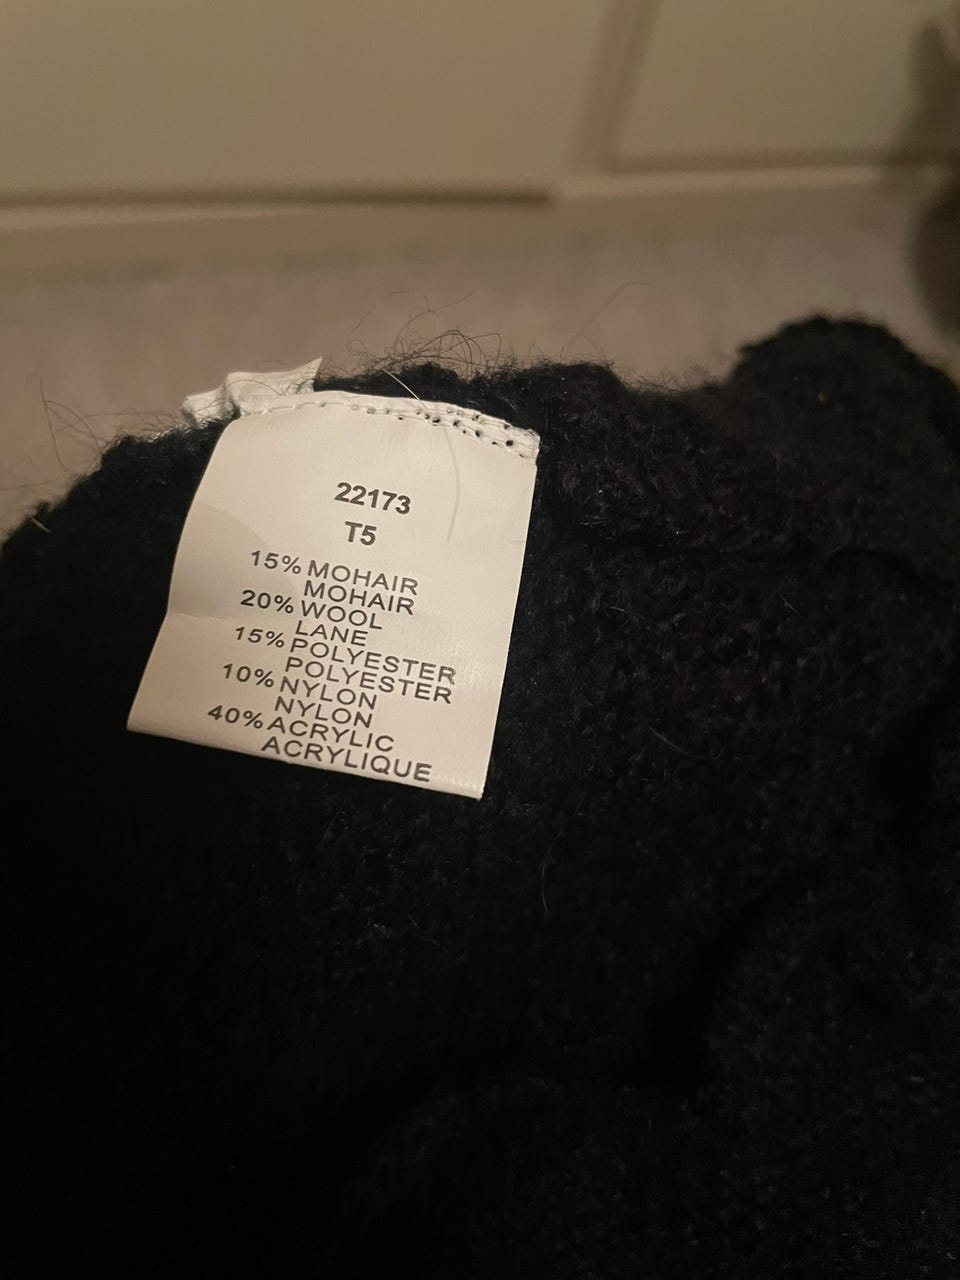 22173
T5
15% MOHAIR
MOHAIR
20% WOOL
LANE
15% POLYESTER
POLYESTER
10% NYLON
NYLON
40% ACRYLIC
ACRYLIQUE